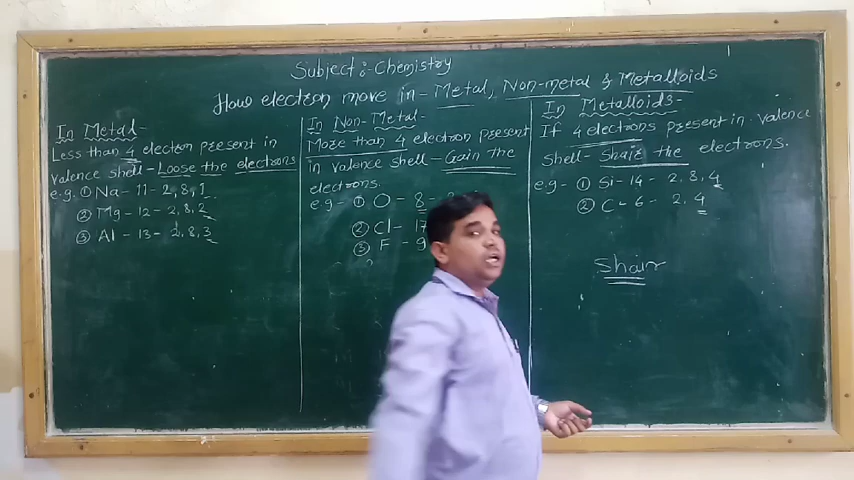 Subject :- Chemistry
How electron move in - Metal, Non-metal & Metalloids
In Metal -
Less than 4 electron present in
valence shell - Loose the electrons
e.g. ① Na - 11 - 2, 8, 1
② Mg - 12 - 2, 8, 2
③ Al - 13 - 2, 8, 3
In Non-Metal -
More than 4 electron present
in valence shell - Gain the
electrons.
e.g - ① O - 8 -
② Cl - 17
③ F - 9
In Metalloids -
If 4 electrons present in valence
shell - Share the electrons.
e.g - ① Si - 14 - 2, 8, 4
② C - 6 - 2, 4